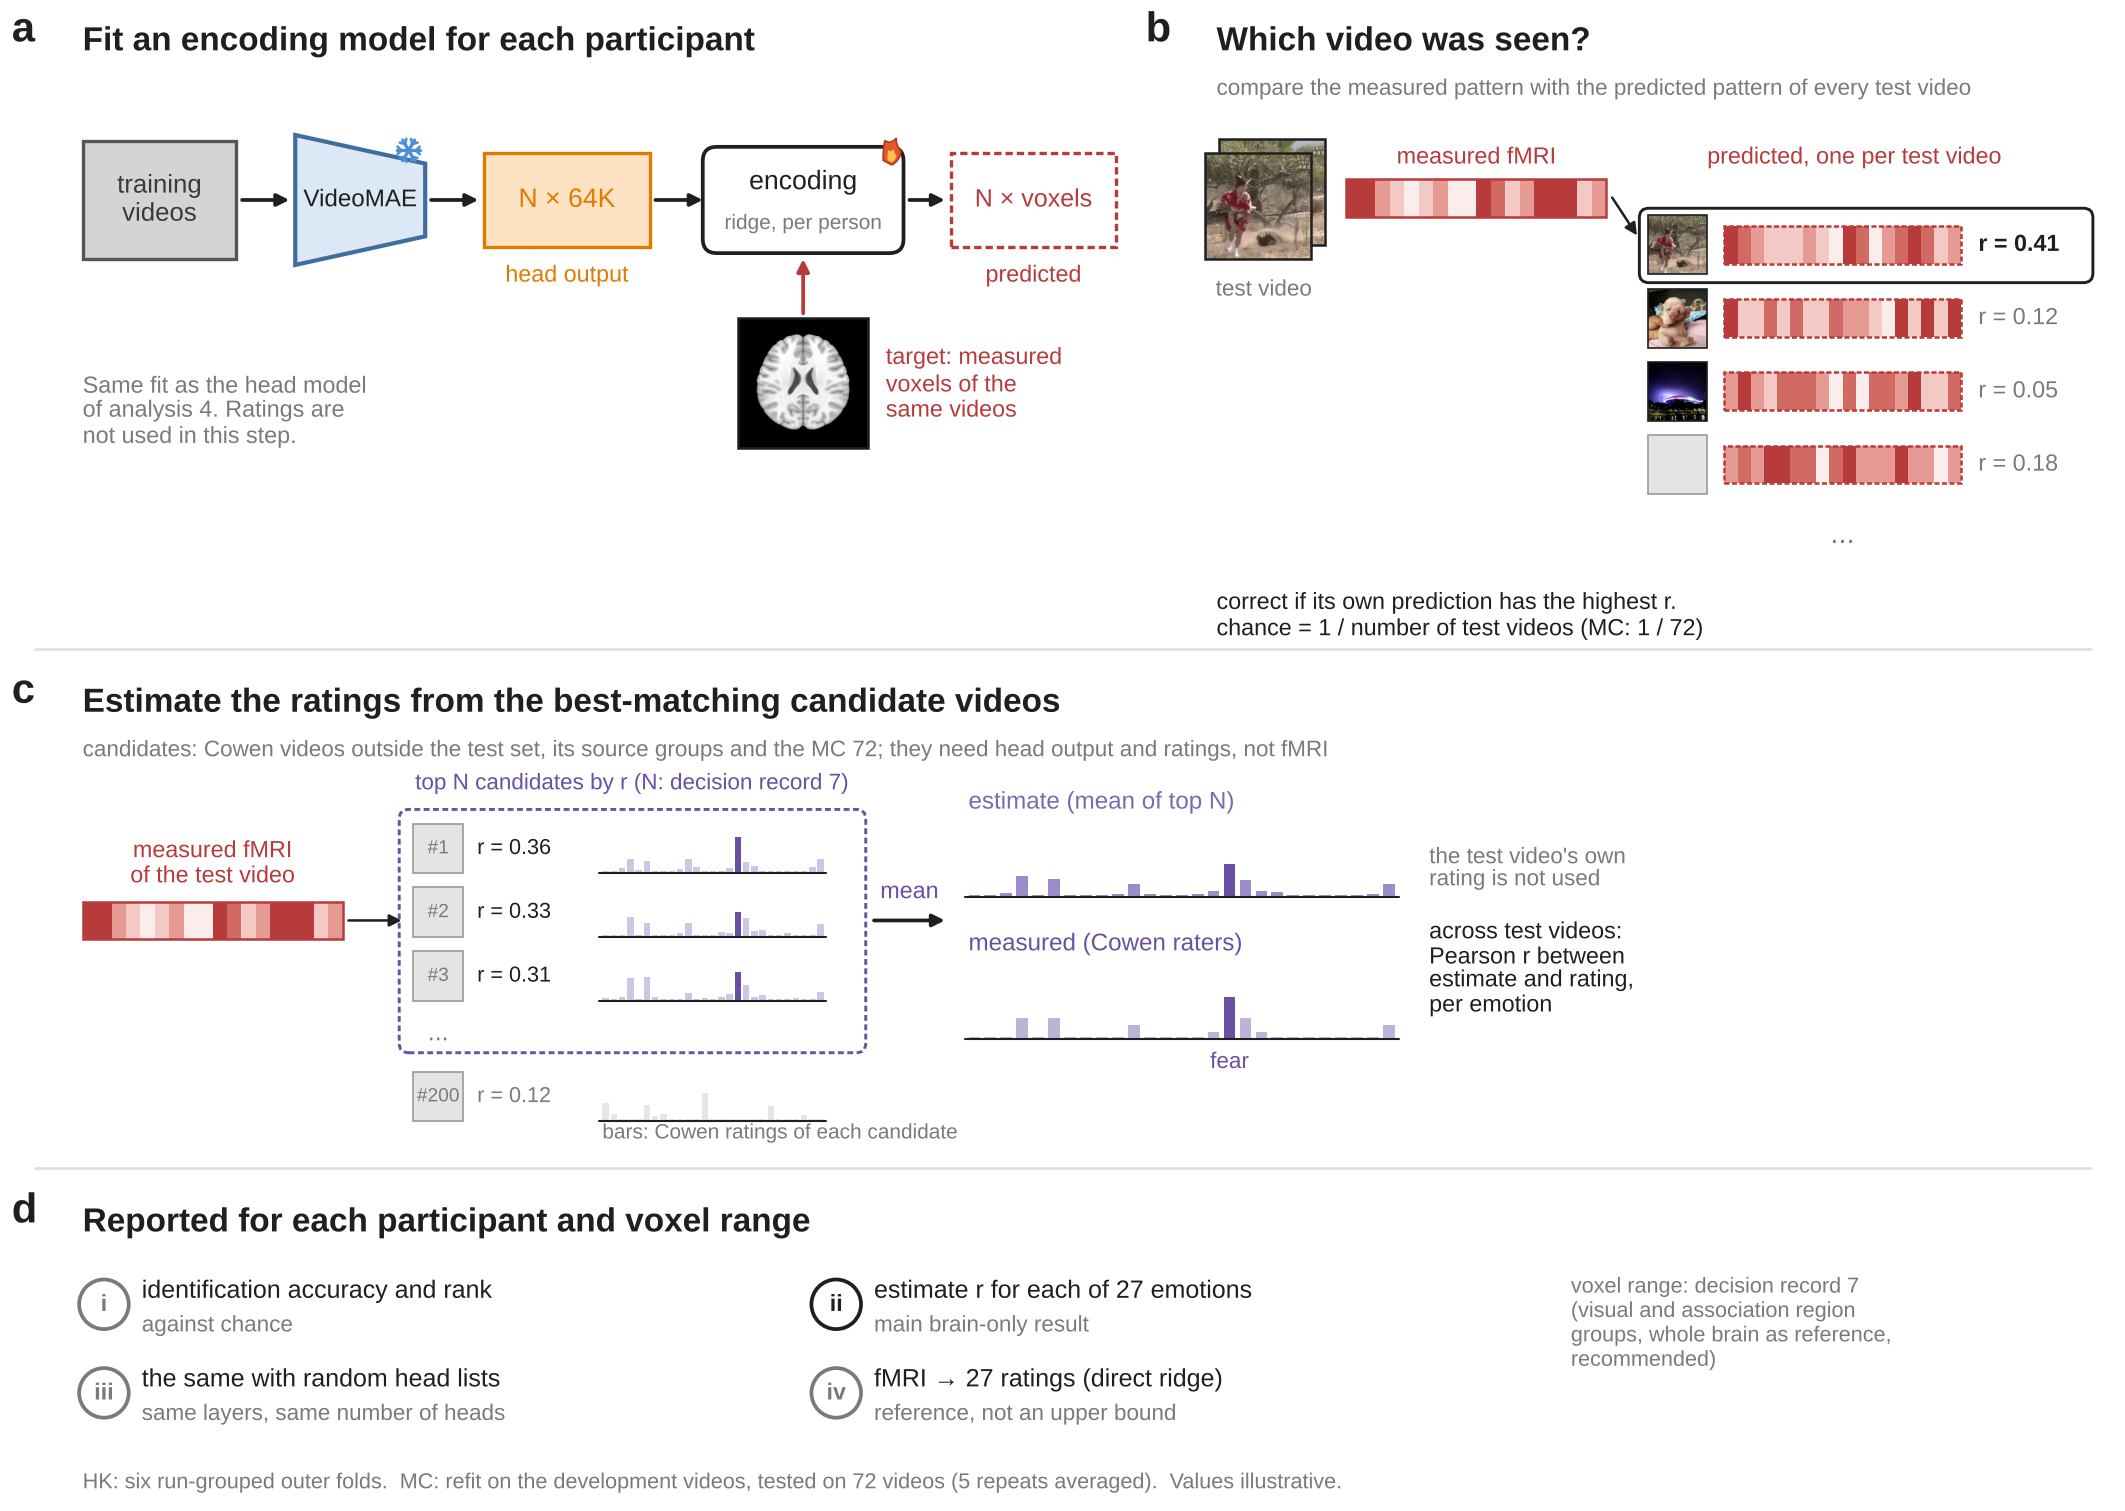 a
Fit an encoding model for each participant
training
videos
VideoMAE
N × 64K
head output
encoding
ridge, per person
N × voxels
predicted
target: measured
voxels of the
same videos
Same fit as the head model
of analysis 4. Ratings are
not used in this step.
b
Which video was seen?
compare the measured pattern with the predicted pattern of every test video
test video
measured fMRI
predicted, one per test video
r = 0.41
r = 0.12
r = 0.05
r = 0.18
...
correct if its own prediction has the highest r.
chance = 1 / number of test videos (MC: 1 / 72)
c
Estimate the ratings from the best-matching candidate videos
candidates: Cowen videos outside the test set, its source groups and the MC 72; they need head output and ratings, not fMRI
top N candidates by r (N: decision record 7)
measured fMRI
of the test video
#1 r = 0.36
#2 r = 0.33
#3 r = 0.31
...
#200 r = 0.12
bars: Cowen ratings of each candidate
mean
estimate (mean of top N)
measured (Cowen raters)
fear
the test video's own
rating is not used
across test videos:
Pearson r between
estimate and rating,
per emotion
d
Reported for each participant and voxel range
i
identification accuracy and rank
against chance
ii
estimate r for each of 27 emotions
main brain-only result
iii
the same with random head lists
same layers, same number of heads
iv
fMRI → 27 ratings (direct ridge)
reference, not an upper bound
voxel range: decision record 7
(visual and association region
groups, whole brain as reference,
recommended)
HK: six run-grouped outer folds. MC: refit on the development videos, tested on 72 videos (5 repeats averaged). Values illustrative.